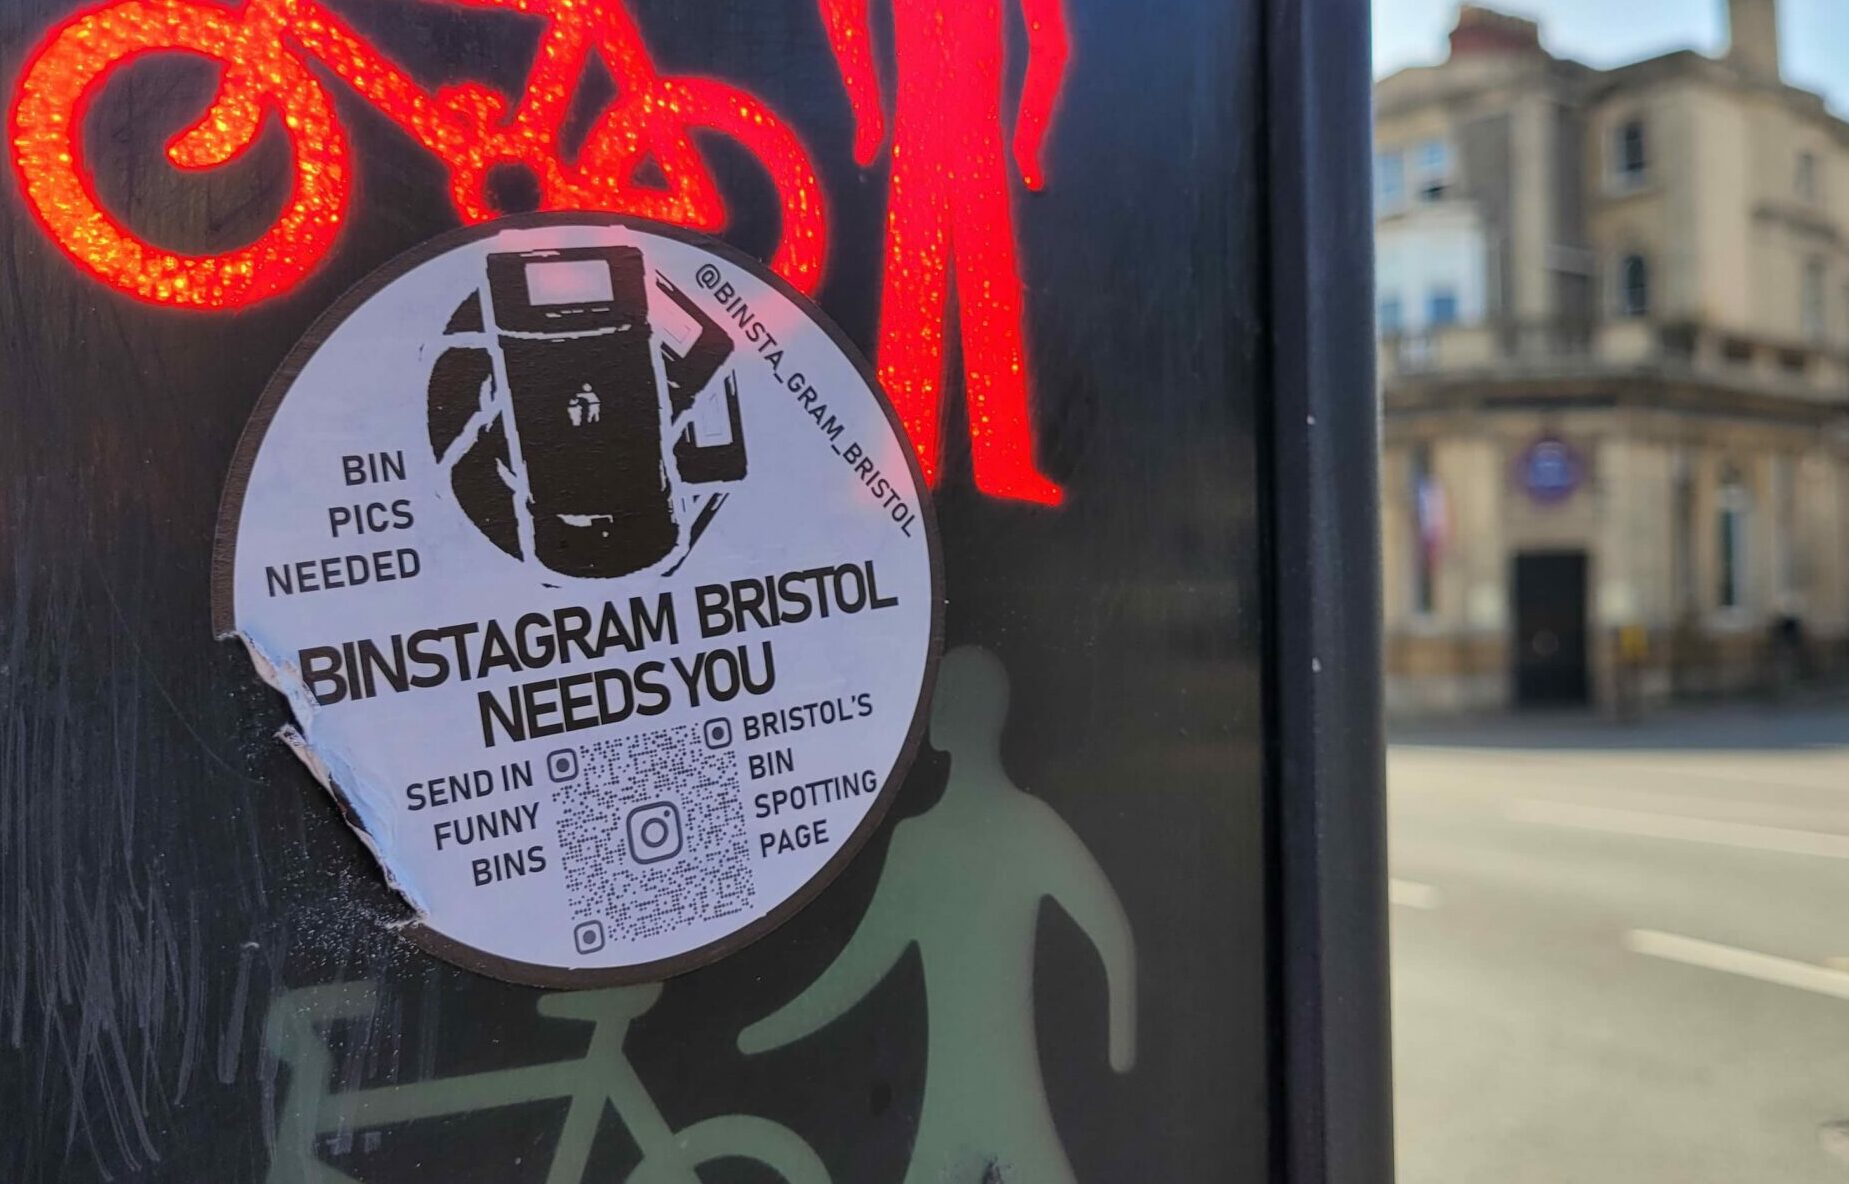 @BINSTA_GRAM_BRISTOL
BIN
PICS
NEEDED
BINSTAGRAM BRISTOL
NEEDS YOU
SEND IN
FUNNY
BINS
BRISTOL'S
BIN
SPOTTING
PAGE